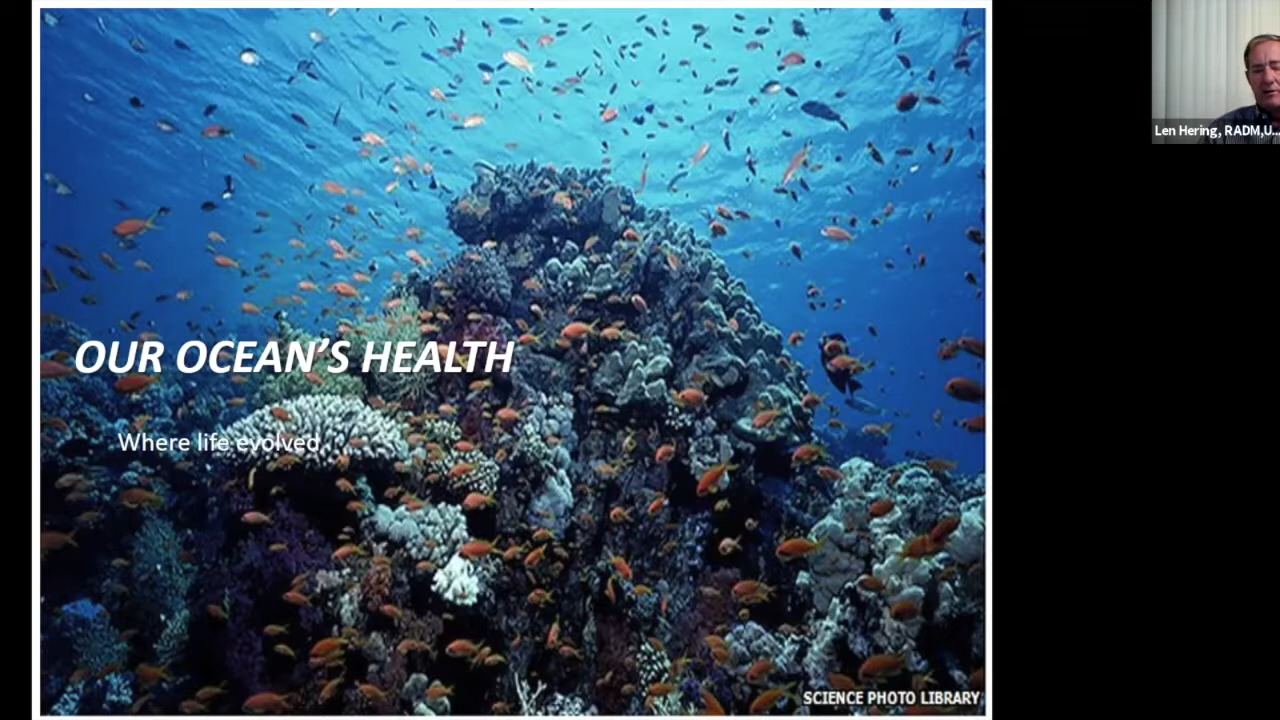 OUR OCEAN'S HEALTH
Where life evolved
Len Hering, RADM,U...
SCIENCE PHOTO LIBRARY